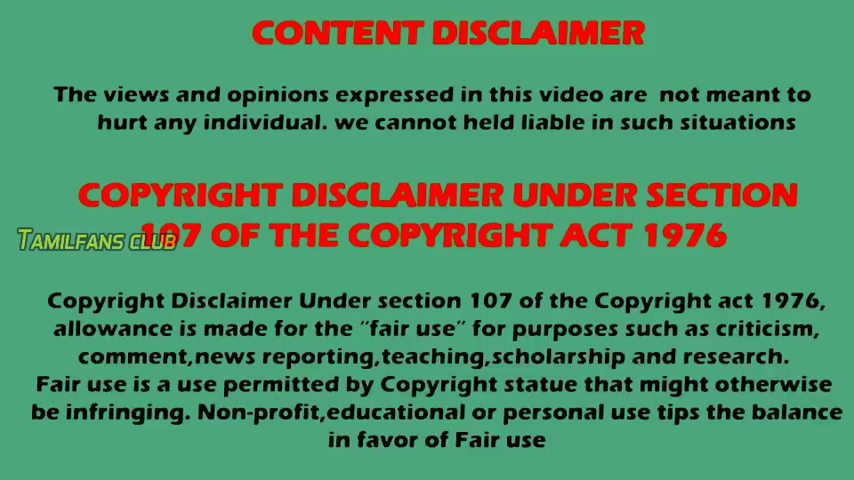 CONTENT DISCLAIMER
The views and opinions expressed in this video are not meant to
hurt any individual. we cannot held liable in such situations
COPYRIGHT DISCLAIMER UNDER SECTION
107 OF THE COPYRIGHT ACT 1976
TAMILFANS CLUB
Copyright Disclaimer Under section 107 of the Copyright act 1976,
allowance is made for the “fair use” for purposes such as criticism,
comment,news reporting,teaching,scholarship and research.
Fair use is a use permitted by Copyright statue that might otherwise
be infringing. Non-profit,educational or personal use tips the balance
in favor of Fair use